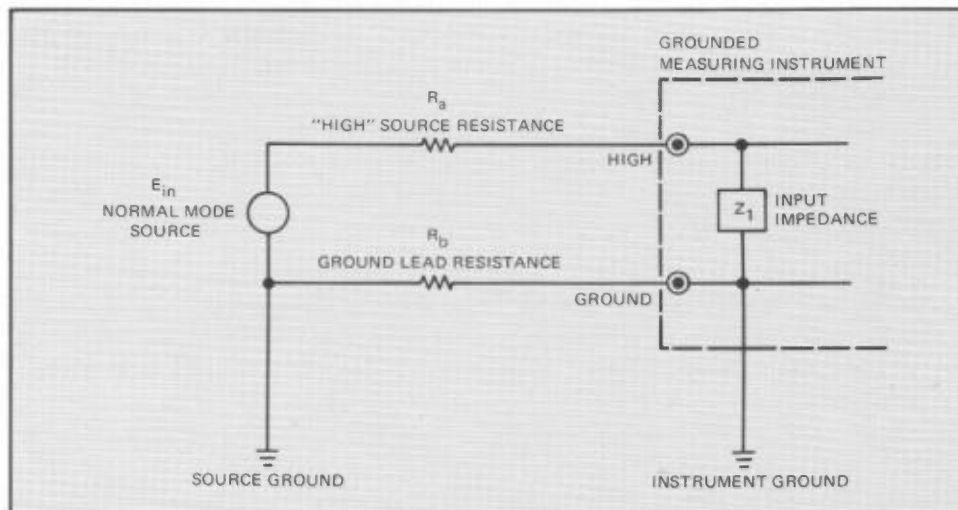 GROUNDED
MEASURING INSTRUMENT
Ra
"HIGH" SOURCE RESISTANCE
HIGH
Ein
NORMAL MODE
SOURCE
Z1
INPUT
IMPEDANCE
Rb
GROUND LEAD RESISTANCE
GROUND
SOURCE GROUND
INSTRUMENT GROUND